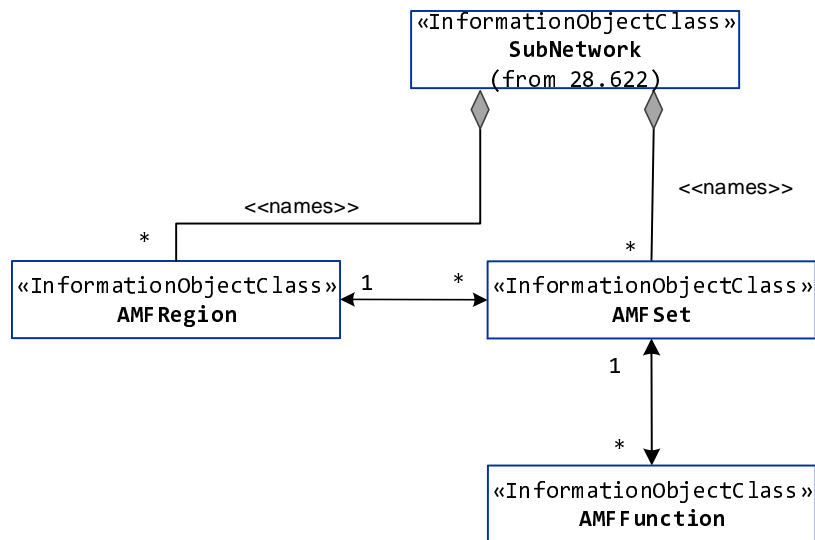 «InformationObjectClass»
SubNetwork
(from 28.622)
<<names>>
<<names>>
*
*
«InformationObjectClass»
AMFRegion
1
*
«InformationObjectClass»
AMFSet
1
*
«InformationObjectClass»
AMFFunction